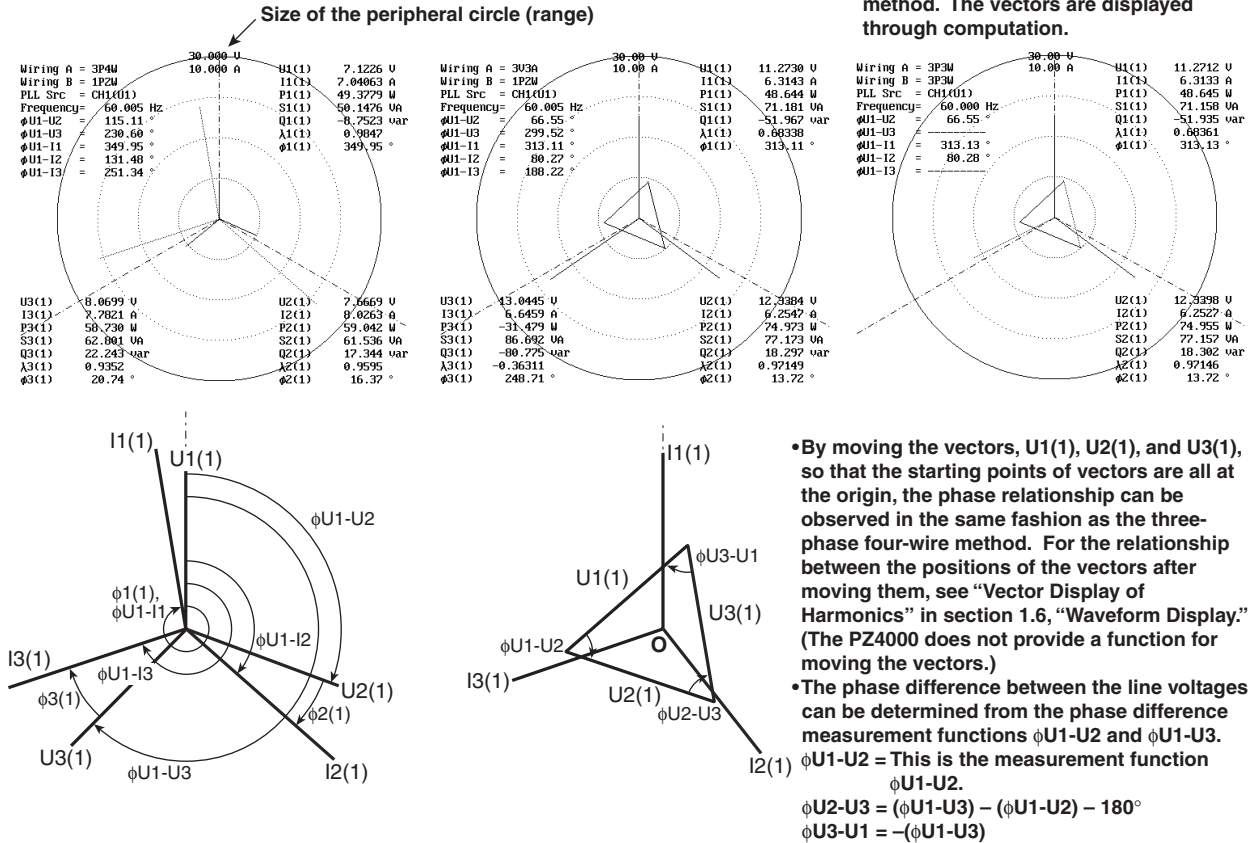 Size of the peripheral circle (range)
method. The vectors are displayed
through computation.
30.000 V
10.000 A
Wiring A = 3P4W
Wiring B = 1P2W
PLL Src = CH1(U1)
Frequency= 60.005 Hz
φU1-U2 = 115.11 °
φU1-U3 = 230.60 °
φU1-I1 = 349.95 °
φU1-I2 = 131.48 °
φU1-I3 = 251.34 °
U1(1) 7.1226 V
I1(1) 7.04063 A
P1(1) 49.3779 W
S1(1) 50.1476 VA
Q1(1) -8.7523 var
λ1(1) 0.9847
φ1(1) 349.95 °
U3(1) 8.0699 V
I3(1) 7.7821 A
P3(1) 58.730 W
S3(1) 62.801 VA
Q3(1) 22.243 var
λ3(1) 0.9352
φ3(1) 20.74 °
U2(1) 7.6669 V
I2(1) 8.0263 A
P2(1) 59.042 W
S2(1) 61.536 VA
Q2(1) 17.344 var
λ2(1) 0.9595
φ2(1) 16.37 °
30.00 V
10.00 A
Wiring A = 3V3A
Wiring B = 1P2W
PLL Src = CH1(U1)
Frequency= 60.005 Hz
φU1-U2 = 66.55 °
φU1-U3 = 299.52 °
φU1-I1 = 313.11 °
φU1-I2 = 80.27 °
φU1-I3 = 188.22 °
U1(1) 11.2730 V
I1(1) 6.3143 A
P1(1) 48.644 W
S1(1) 71.181 VA
Q1(1) -51.967 var
λ1(1) 0.68338
φ1(1) 313.11 °
U3(1) 13.0445 V
I3(1) 6.6459 A
P3(1) -31.479 W
S3(1) 86.692 VA
Q3(1) -80.775 var
λ3(1) -0.36311
φ3(1) 248.71 °
U2(1) 12.3384 V
I2(1) 6.2547 A
P2(1) 74.973 W
S2(1) 77.173 VA
Q2(1) 18.297 var
λ2(1) 0.97149
φ2(1) 13.72 °
30.00 V
10.00 A
Wiring A = 3P3W
Wiring B = 3P3W
PLL Src = CH1(U1)
Frequency= 60.000 Hz
φU1-U2 = 66.55 °
φU1-U3 = ---------
φU1-I1 = 313.13 °
φU1-I2 = 80.28 °
φU1-I3 = ---------
U1(1) 11.2712 V
I1(1) 6.3133 A
P1(1) 48.645 W
S1(1) 71.158 VA
Q1(1) -51.935 var
λ1(1) 0.68361
φ1(1) 313.13 °
U2(1) 12.3398 V
I2(1) 6.2527 A
P2(1) 74.955 W
S2(1) 77.157 VA
Q2(1) 18.302 var
λ2(1) 0.97146
φ2(1) 13.72 °
I1(1)
U1(1)
φU1-U2
φ1(1),
φU1-I1
φU1-I2
I3(1)
φU1-I3
U2(1)
φ3(1)
φ2(1)
U3(1)
φU1-U3
I2(1)
I1(1)
φU3-U1
U1(1)
U3(1)
φU1-U2
O
I3(1)
U2(1)
φU2-U3
I2(1)
•By moving the vectors, U1(1), U2(1), and U3(1),
so that the starting points of vectors are all at
the origin, the phase relationship can be
observed in the same fashion as the three-
phase four-wire method. For the relationship
between the positions of the vectors after
moving them, see “Vector Display of
Harmonics” in section 1.6, “Waveform Display.”
(The PZ4000 does not provide a function for
moving the vectors.)
•The phase difference between the line voltages
can be determined from the phase difference
measurement functions φU1-U2 and φU1-U3.
φU1-U2 = This is the measurement function
φU1-U2.
φU2-U3 = (φU1-U3) – (φU1-U2) – 180°
φU3-U1 = –(φU1-U3)